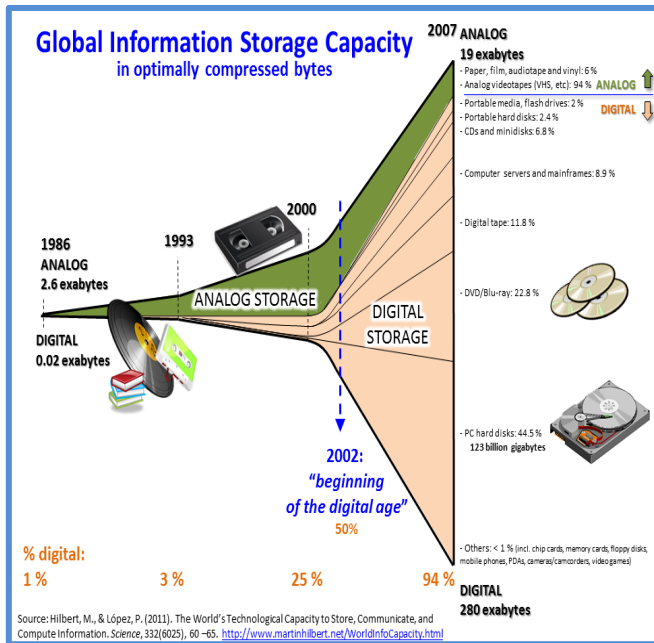 Global Information Storage Capacity
in optimally compressed bytes
2007 ANALOG
19 exabytes
- Paper, film, audiotape and vinyl: 6 %
- Analog videotapes (VHS, etc): 94 %
ANALOG
DIGITAL
- Portable media, flash drives: 2 %
- Portable hard disks: 2.4 %
- CDs and minidisks: 6.8 %
- Computer servers and mainframes: 8.9 %
- Digital tape: 11.8 %
- DVD/Blu-ray: 22.8 %
- PC hard disks: 44.5 %
123 billion gigabytes
- Others: < 1 % (incl. chip cards, memory cards, floppy disks,
mobile phones, PDAs, cameras/camcorders, video games)
DIGITAL
280 exabytes
1986
ANALOG
2.6 exabytes
DIGITAL
0.02 exabytes
1993
2000
ANALOG STORAGE
DIGITAL
STORAGE
2002:
"beginning
of the digital age"
50%
% digital:
1 %
3 %
25 %
94 %
Source: Hilbert, M., & López, P. (2011). The World's Technological Capacity to Store, Communicate, and
Compute Information. Science, 332(6025), 60 –65. http://www.martinhilbert.net/WorldInfoCapacity.html